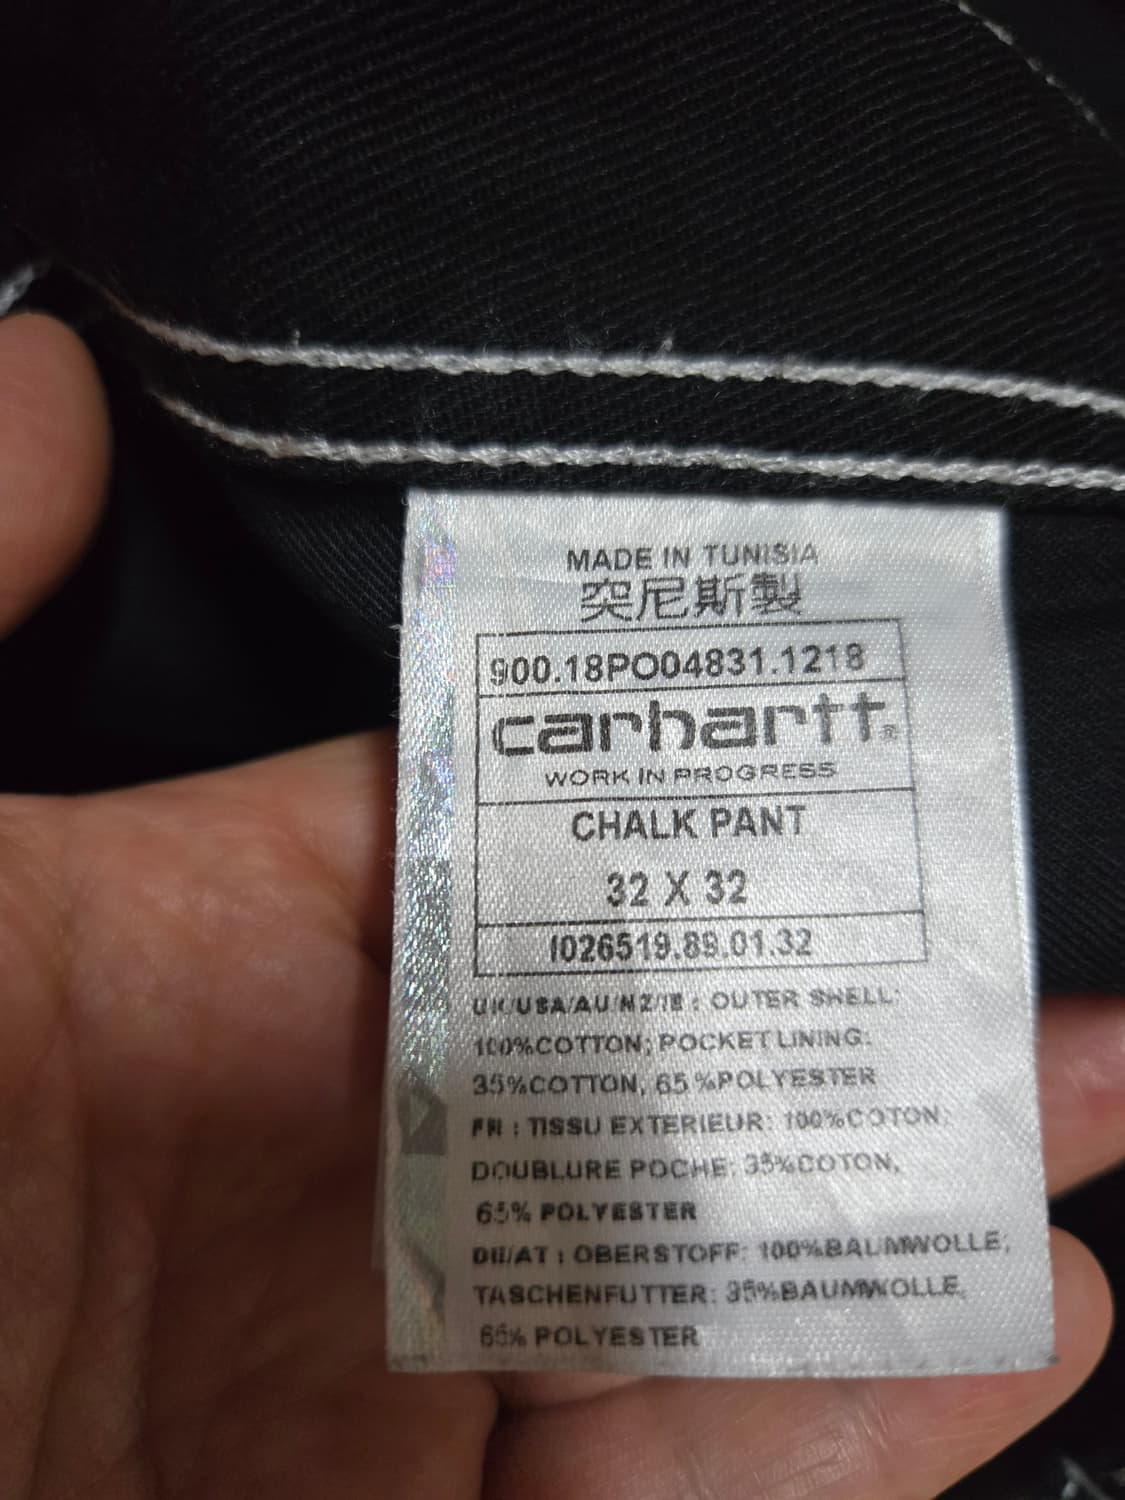 MADE IN TUNISIA
突尼斯製
900.18PO04831.1218
carhartt®
WORK IN PROGRESS
CHALK PANT
32 X 32
I026519.89.01.32
UK/USA/AU/NZ/IE : OUTER SHELL:
100%COTTON; POCKET LINING:
35%COTTON, 65%POLYESTER
FR : TISSU EXTERIEUR: 100%COTON;
DOUBLURE POCHE: 35%COTON,
65% POLYESTER
DE/AT : OBERSTOFF: 100%BAUMWOLLE;
TASCHENFUTTER: 35%BAUMWOLLE,
65% POLYESTER